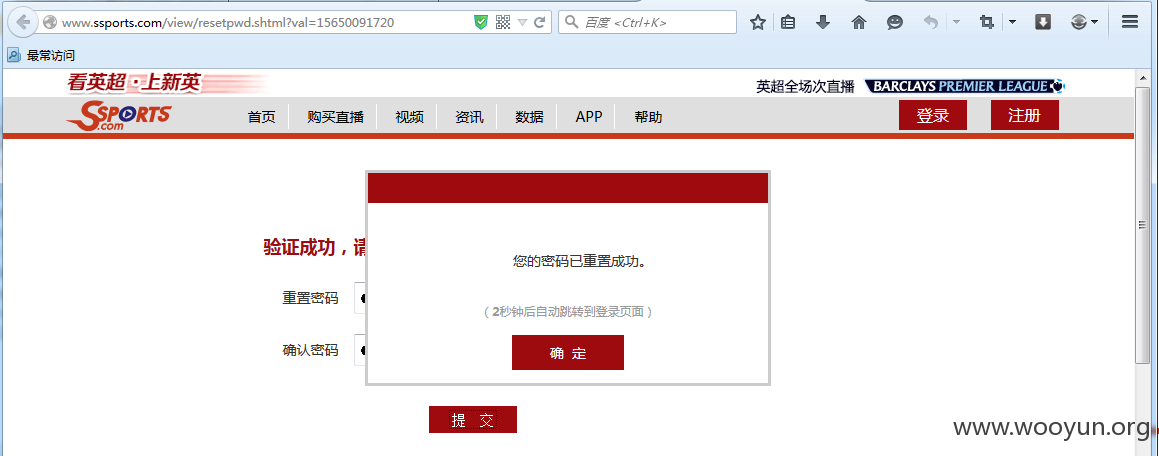 www.ssports.com/view/resetpwd.shtml?val=15650091720
百度 <Ctrl+K>
最常访问
看英超·上新英
英超全场次直播 BARCLAYS PREMIER LEAGUE
SSPORTS .com
首页 购买直播 视频 资讯 数据 APP 帮助 登录 注册
验证成功，请
您的密码已重置成功。
重置密码
（2秒钟后自动跳转到登录页面）
确认密码
确 定
提 交
www.wooyun.org